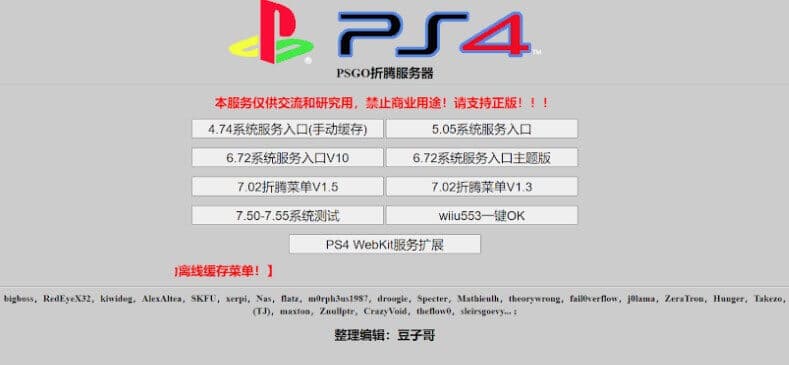 PS4
™
®
PSGO折腾服务器
本服务仅供交流和研究用，禁止商业用途！请支持正版！！！
4.74系统服务入口(手动缓存)
5.05系统服务入口
6.72系统服务入口V10
6.72系统服务入口主题版
7.02折腾菜单V1.5
7.02折腾菜单V1.3
7.50-7.55系统测试
wiiu553一键OK
PS4 WebKit服务扩展
离线缓存菜单！】
bigboss，RedEyeX32，kiwidog，AlexAltea，SKFU，xerpi，Nas，flatz，m0rph3us1987，droogie，Specter，Mathieulh，theorywrong，fail0verflow，j0lama，ZeraTron，Hunger，Takezo，
(TJ)，maxton，Znullptr，CrazyVoid，theflow0，sleirsgoevy...；
整理编辑：豆子哥